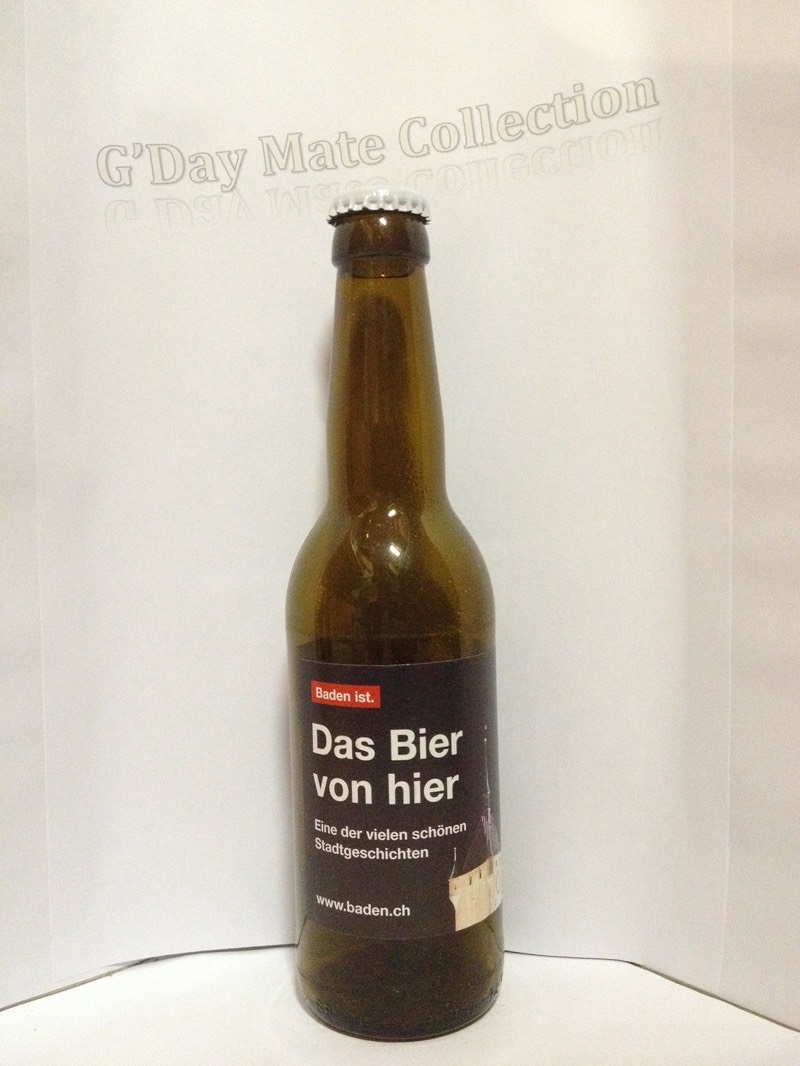 G'Day Mate Collection
Baden ist.
Das Bier
von hier
Eine der vielen schönen
Stadtgeschichten
www.baden.ch